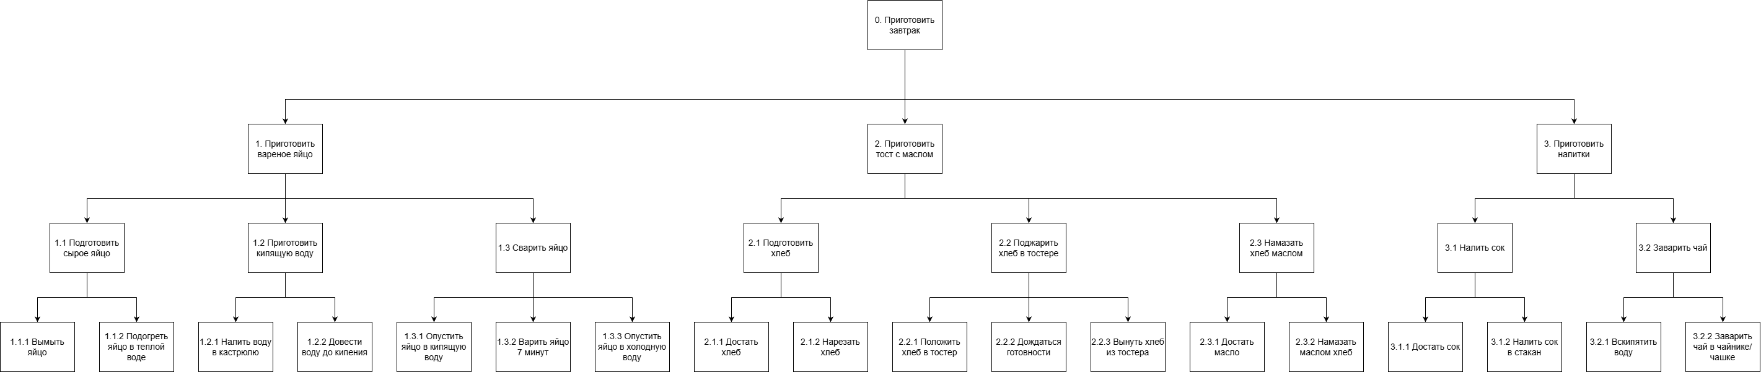 0. Приготовить
завтрак
1. Приготовить
вареное яйцо
2. Приготовить
тост с маслом
3. Приготовить
напитки
1.1 Подготовить
сырое яйцо
1.2 Приготовить
кипящую воду
1.3 Сварить яйцо
2.1 Подготовить
хлеб
2.2 Поджарить
хлеб в тостере
2.3 Намазать
хлеб маслом
3.1 Налить сок
3.2 Заварить чай
1.1.1 Вымыть
яйцо
1.1.2 Подогреть
яйцо в теплой
воде
1.2.1 Налить воду
в кастрюлю
1.2.2 Довести
воду до кипения
1.3.1 Опустить
яйцо в кипящую
воду
1.3.2 Варить яйцо
7 минут
1.3.3 Опустить
яйцо в холодную
воду
2.1.1 Достать
хлеб
2.1.2 Нарезать
хлеб
2.2.1 Положить
хлеб в тостер
2.2.2 Дождаться
готовности
2.2.3 Вынуть хлеб
из тостера
2.3.1 Достать
масло
2.3.2 Намазать
маслом хлеб
3.1.1 Достать сок
3.1.2 Налить сок
в стакан
3.2.1 Вскипятить
воду
3.2.2 Заварить
чай в чайнике/
чашке